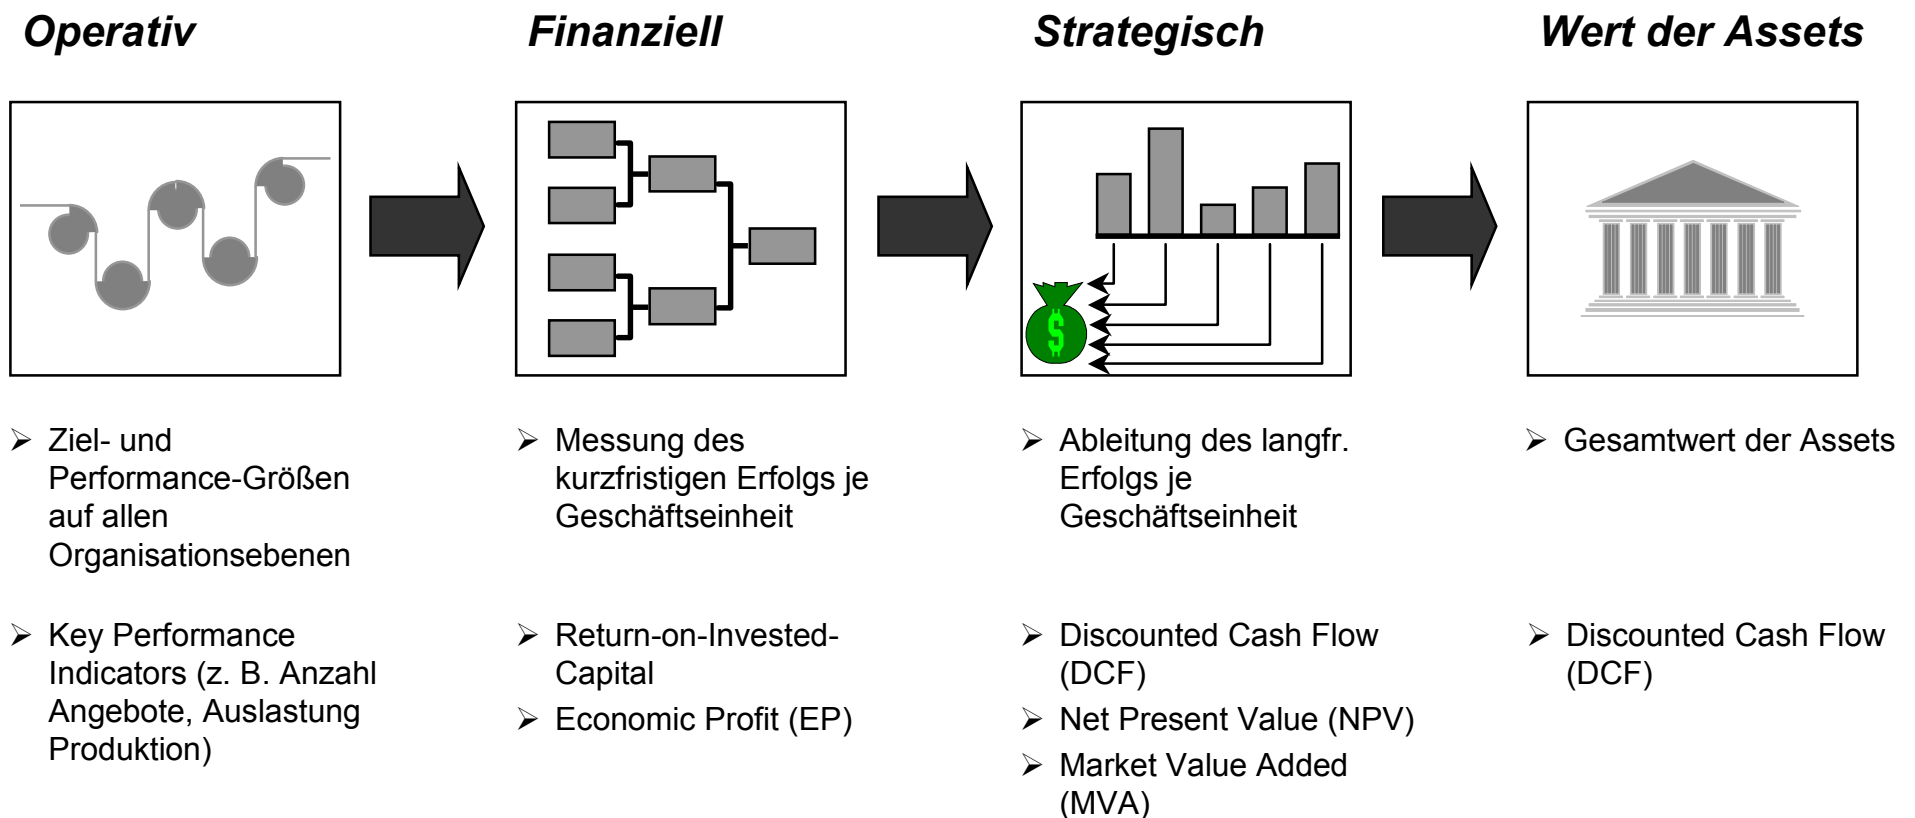 Operativ
Finanziell
Strategisch
Wert der Assets
$
➢ Ziel- und
Performance-Größen
auf allen
Organisationsebenen
➢ Messung des
kurzfristigen Erfolgs je
Geschäftseinheit
➢ Ableitung des langfr.
Erfolgs je
Geschäftseinheit
➢ Gesamtwert der Assets
➢ Key Performance
Indicators (z. B. Anzahl
Angebote, Auslastung
Produktion)
➢ Return-on-Invested-
Capital
➢ Economic Profit (EP)
➢ Discounted Cash Flow
(DCF)
➢ Net Present Value (NPV)
➢ Market Value Added
(MVA)
➢ Discounted Cash Flow
(DCF)